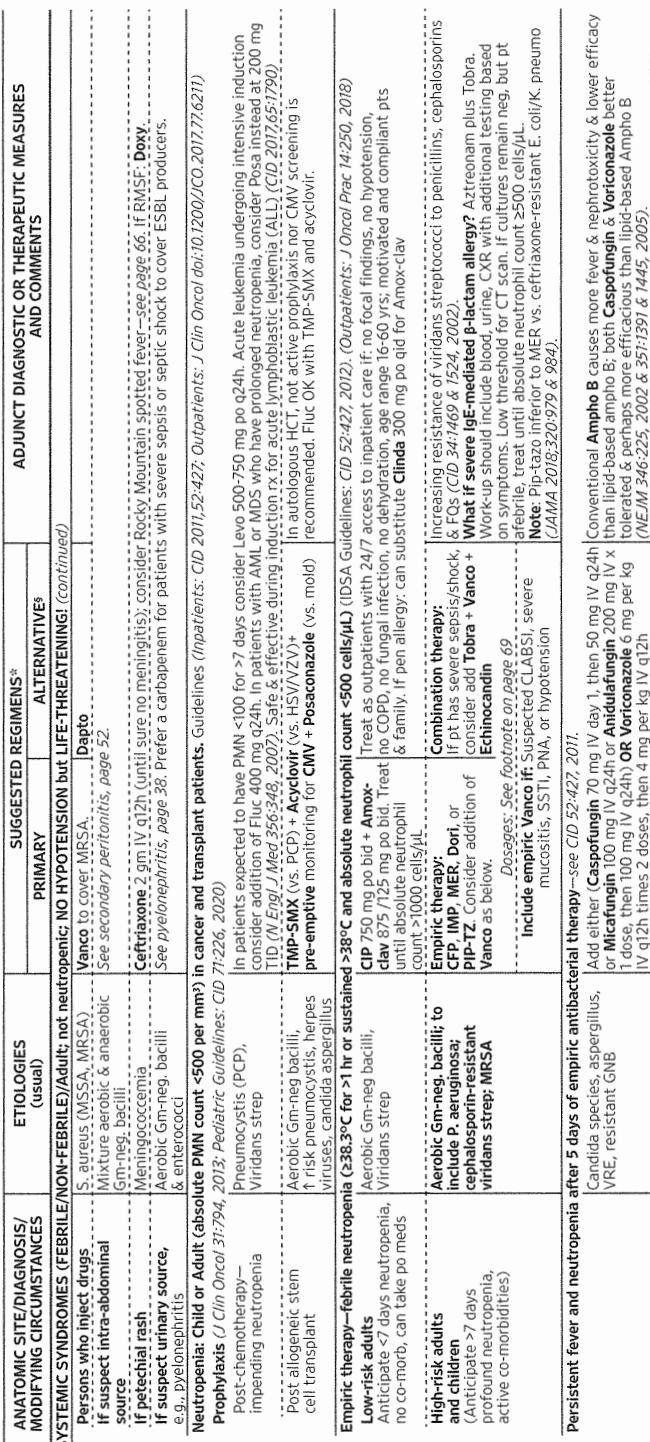 ANATOMIC SITE/DIAGNOSIS/
MODIFYING CIRCUMSTANCES
ETIOLOGIES
(usual)
SUGGESTED REGIMENS*
PRIMARY
ALTERNATIVE§
ADJUNCT DIAGNOSTIC OR THERAPEUTIC MEASURES
AND COMMENTS
YSTEMIC SYNDROMES (FEBRILE/NON-FEBRILE)/Adult; not neutropenic; NO HYPOTENSION but LIFE-THREATENING! (continued)
Persons who inject drugs
S. aureus (MSSA, MRSA)
Vanco to cover MRSA.
Dapto
If suspect intra-abdominal
source
Mixture aerobic & anaerobic
Gm-neg. bacilli
See secondary peritonitis, page 52.
If petechial rash
Meningococcemia
Ceftriaxone 2 gm IV q12h (until sure no meningitis); consider Rocky Mountain spotted fever—see page 66. If RMSF: Doxy.
If suspect urinary source,
e.g., pyelonephritis
Aerobic Gm-neg. bacilli
& enterococci
See pyelonephritis, page 38. Prefer a carbapenem for patients with severe sepsis or septic shock to cover ESBL producers.
Neutropenia: Child or Adult (absolute PMN count <500 per mm³) in cancer and transplant patients. Guidelines (Inpatients: CID 2011,52:427; Outpatients: J Clin Oncol doi:10.1200/JCO.2017.77.6211)
Prophylaxis (J Clin Oncol 31:794, 2013; Pediatric Guidelines: CID 71:226, 2020)
Post-chemotherapy—
impending neutropenia
Pneumocystis (PCP),
Viridans strep
In patients expected to have PMN <100 for >7 days consider Levo 500-750 mg po q24h. Acute leukemia undergoing intensive induction
consider addition of Fluc 400 mg q24h. In patients with AML or MDS who have prolonged neutropenia, consider Posa instead at 200 mg
TID (N Engl J Med 356:348, 2007). Safe & effective during induction rx for acute lymphoblastic leukemia (ALL) (CID 2017,65:1790)
Post allogeneic stem
cell transplant
Aerobic Gm-neg bacilli,
↑ risk pneumocystis, herpes
viruses, candida aspergillus
TMP-SMX (vs. PCP) + Acyclovir (vs. HSV/VZV)+
pre-emptive monitoring for CMV + Posaconazole (vs. mold)
In autologous HCT, not active prophylaxis nor CMV screening is
recommended. Fluc OK with TMP-SMX and acyclovir.
Empiric therapy—febrile neutropenia (≥38.3°C for >1 hr or sustained >38°C and absolute neutrophil count <500 cells/µL) (IDSA Guidelines: CID 52:427, 2012). (Outpatients: J Oncol Prac 14:250, 2018)
Low-risk adults
Anticipate <7 days neutropenia,
no co-morb, can take po meds
Aerobic Gm-neg bacilli,
Viridans strep
CIP 750 mg po bid + Amox-
clav 875 /125 mg po bid. Treat
until absolute neutrophil
count >1000 cells/µL
Treat as outpatients with 24/7 access to inpatient care if: no focal findings, no hypotension,
no COPD, no fungal infection, no dehydration, age range 16-60 yrs; motivated and compliant pts
& family. If pen allergy: can substitute Clinda 300 mg po qid for Amox-clav
High-risk adults
and children
(Anticipate >7 days
profound neutropenia,
active co-morbidities)
Aerobic Gm-neg. bacilli; to
include P. aeruginosa;
cephalosporin-resistant
viridans strep; MRSA
Empiric therapy:
CFP, IMP, MER, Dori, or
PIP-TZ. Consider addition of
Vanco as below.
Combination therapy:
If pt has severe sepsis/shock,
consider add Tobra + Vanco +
Echinocandin
Dosages: See footnote on page 69
Include empiric Vanco if: Suspected CLABSI, severe
mucositis, SSTI, PNA, or hypotension
Increasing resistance of viridans streptococci to penicillins, cephalosporins
& FQs (CID 34:1469 & 1524, 2002).
What if severe IgE-mediated β-lactam allergy? Aztreonam plus Tobra.
Work-up should include blood, urine, CXR with additional testing based
on symptoms. Low threshold for CT scan. If cultures remain neg, but pt
afebrile, treat until absolute neutrophil count ≥500 cells/µL.
Note: Pip-tazo inferior to MER vs. ceftriaxone-resistant E. coli/K. pneumo
(JAMA 2018;320:979 & 984).
Persistent fever and neutropenia after 5 days of empiric antibacterial therapy—see CID 52:427, 2011.
Candida species, aspergillus,
VRE, resistant GNB
Add either (Caspofungin 70 mg IV day 1, then 50 mg IV q24h
or Micafungin 100 mg IV q24h or Anidulafungin 200 mg IV x
1 dose, then 100 mg IV q24h) OR Voriconazole 6 mg per kg
IV q12h times 2 doses, then 4 mg per kg IV q12h
Conventional Ampho B causes more fever & nephrotoxicity & lower efficacy
than lipid-based ampho B; both Caspofungin & Voriconazole better
tolerated & perhaps more efficacious than lipid-based Ampho B
(NEJM 346:225, 2002 & 351:1391 & 1445, 2005).